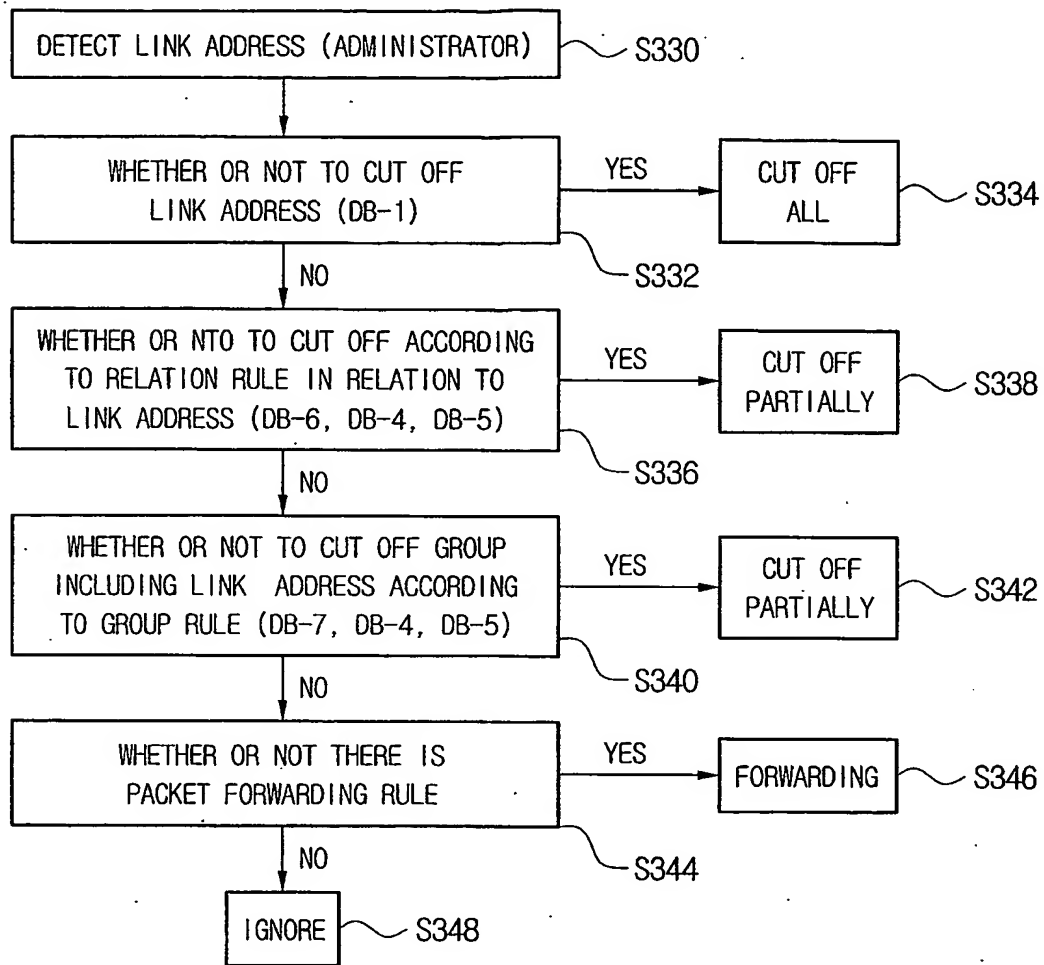 DETECT LINK ADDRESS (ADMINISTRATOR)
S330
WHETHER OR NOT TO CUT OFF
LINK ADDRESS (DB-1)
YES
CUT OFF
ALL
S334
S332
NO
WHETHER OR NTO TO CUT OFF ACCORDING
TO RELATION RULE IN RELATION TO
LINK ADDRESS (DB-6, DB-4, DB-5)
YES
CUT OFF
PARTIALLY
S338
S336
NO
WHETHER OR NOT TO CUT OFF GROUP
INCLUDING LINK ADDRESS ACCORDING
TO GROUP RULE (DB-7, DB-4, DB-5)
YES
CUT OFF
PARTIALLY
S342
S340
NO
WHETHER OR NOT THERE IS
PACKET FORWARDING RULE
YES
FORWARDING
S346
S344
NO
IGNORE
S348